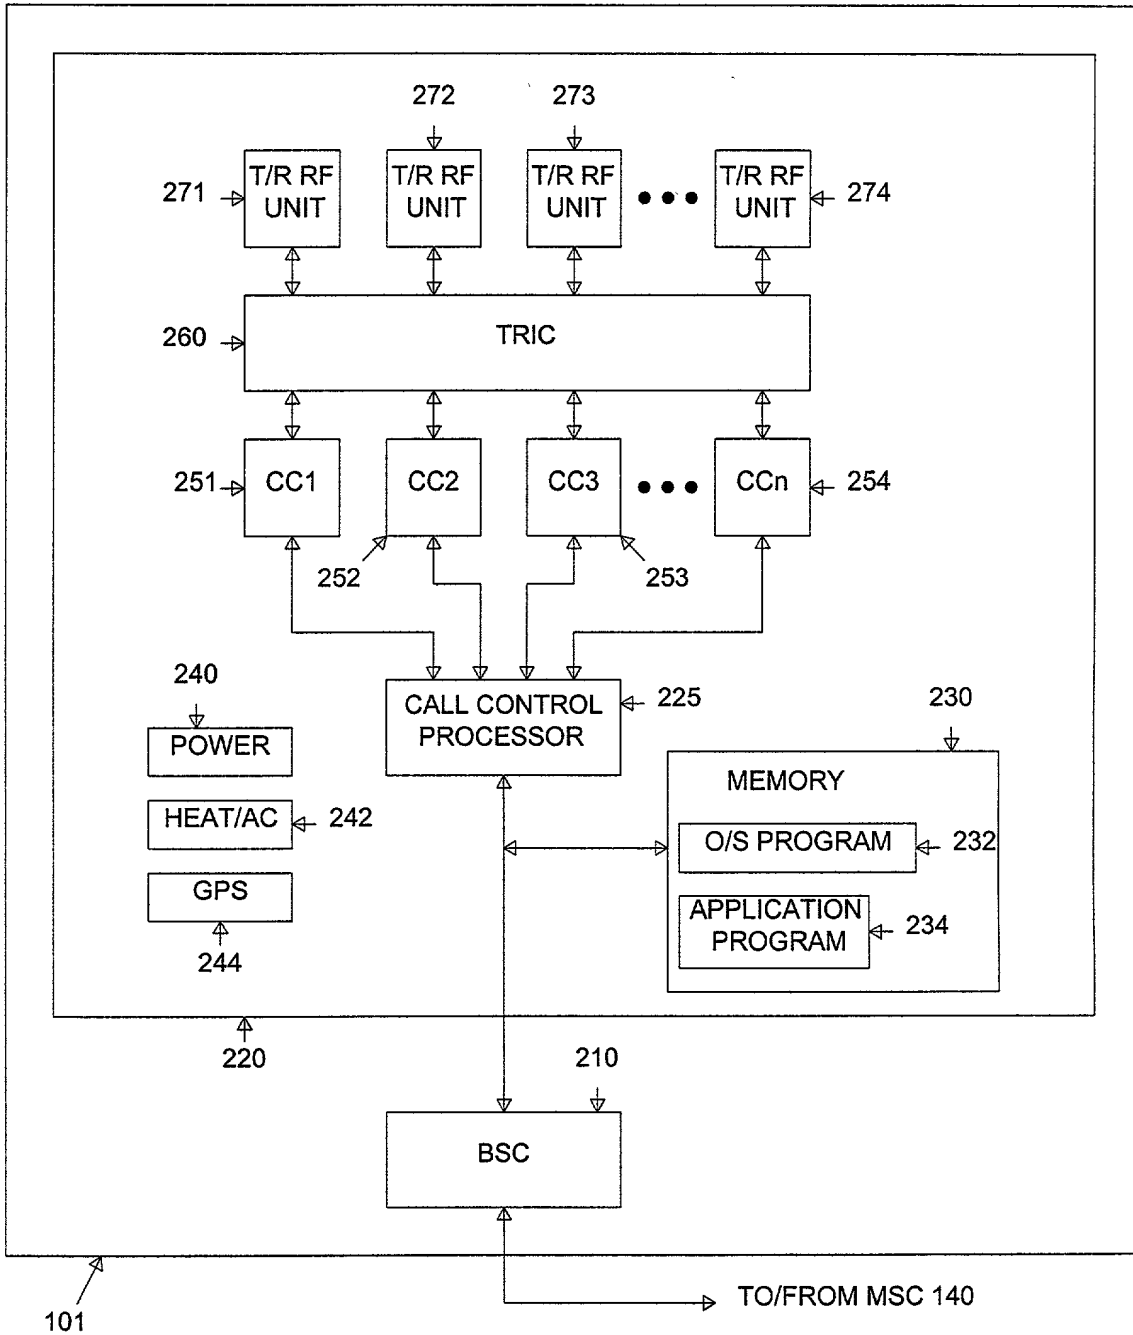 272 273
T/R RF UNIT
T/R RF UNIT
T/R RF UNIT
T/R RF UNIT
271
274
260
TRIC
251
CC1
CC2
CC3
CCn
254
252
253
240
POWER
HEAT/AC
242
GPS
244
CALL CONTROL
PROCESSOR
225
230
MEMORY
O/S PROGRAM
232
APPLICATION
PROGRAM
234
220
210
BSC
101
TO/FROM MSC 140